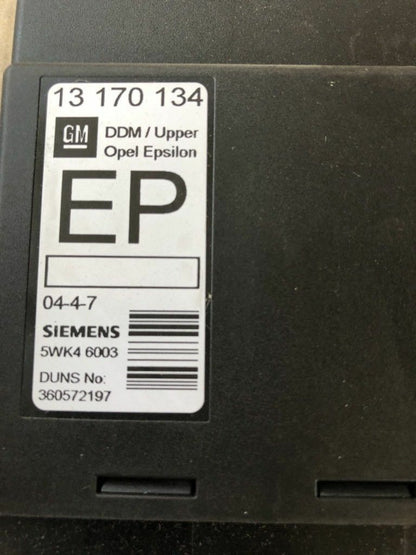 13 170 134
GM DDM / Upper
Opel Epsilon
EP
04-4-7
SIEMENS
5WK4 6003
DUNS No:
360572197